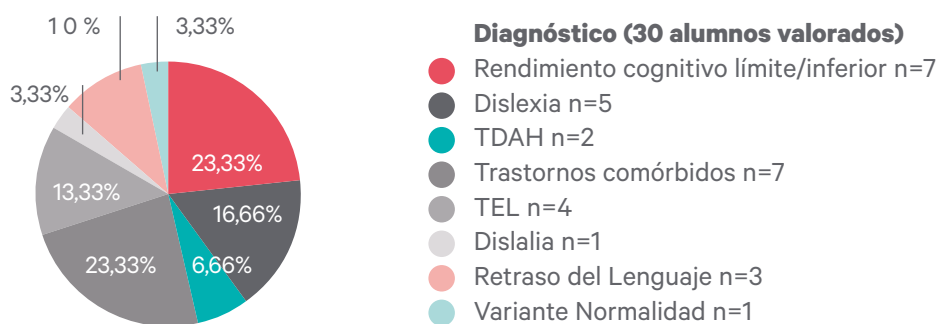 10%
3,33%
3,33%
23,33%
13,33%
16,66%
23,33%
6,66%
Diagnóstico (30 alumnos valorados)
Rendimiento cognitivo límite/inferior n=7
Dislexia n=5
TDAH n=2
Trastornos comórbidos n=7
TEL n=4
Dislalia n=1
Retraso del Lenguaje n=3
Variante Normalidad n=1